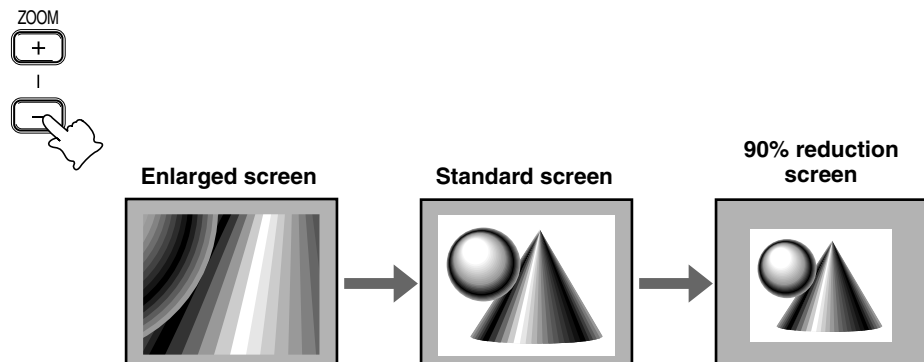 ZOOM
+
−
Enlarged screen
Standard screen
90% reduction
screen